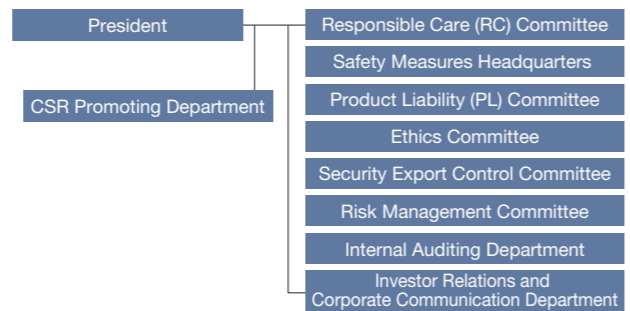 President
CSR Promoting Department
Responsible Care (RC) Committee
Safety Measures Headquarters
Product Liability (PL) Committee
Ethics Committee
Security Export Control Committee
Risk Management Committee
Internal Auditing Department
Investor Relations and
Corporate Communication Department